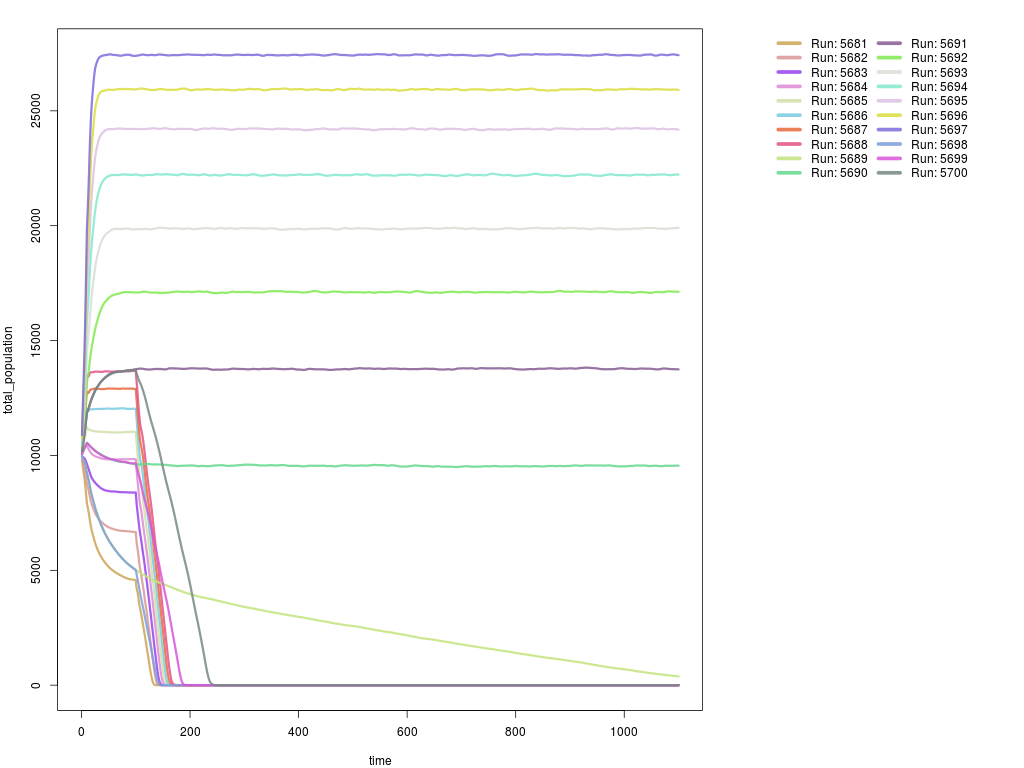 total_population
25000
20000
15000
10000
5000
0
0 200 400 600 800 1000
time
Run: 5681 Run: 5691
Run: 5682 Run: 5692
Run: 5683 Run: 5693
Run: 5684 Run: 5694
Run: 5685 Run: 5695
Run: 5686 Run: 5696
Run: 5687 Run: 5697
Run: 5688 Run: 5698
Run: 5689 Run: 5699
Run: 5690 Run: 5700